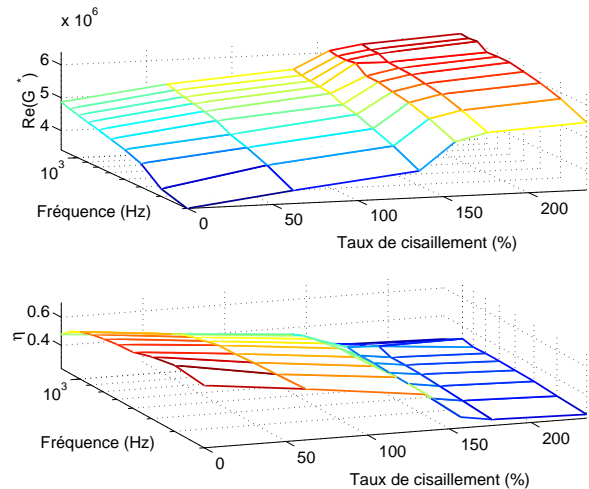 x 10⁶
6
5
4
Re(G*)
10³
Fréquence (Hz)
0
50
100
150
200
Taux de cisaillement (%)
0.6
0.4
η
10³
Fréquence (Hz)
0
50
100
150
200
Taux de cisaillement (%)